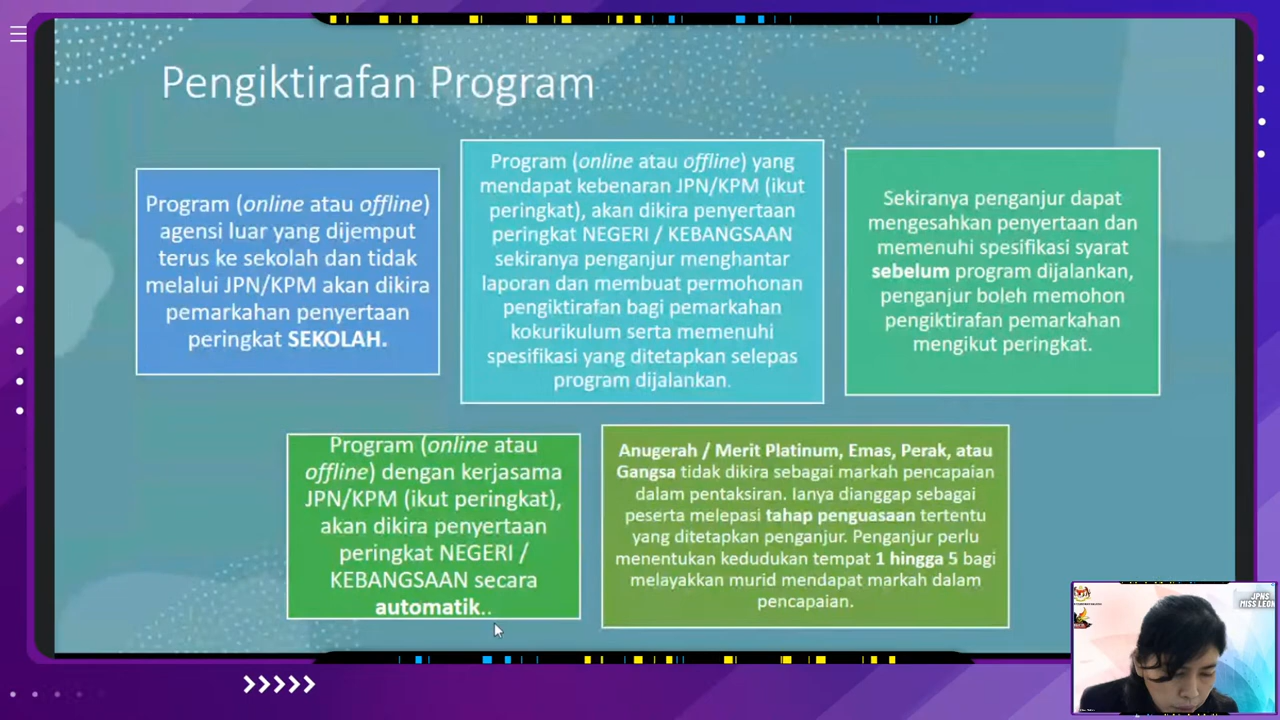 Pengiktirafan Program
Program (online atau offline)
agensi luar yang dijemput
terus ke sekolah dan tidak
melalui JPN/KPM akan dikira
pemarkahan penyertaan
peringkat SEKOLAH.
Program (online atau offline) yang
mendapat kebenaran JPN/KPM (ikut
peringkat), akan dikira penyertaan
peringkat NEGERI / KEBANGSAAN
sekiranya penganjur menghantar
laporan dan membuat permohonan
pengiktirafan bagi pemarkahan
kokurikulum serta memenuhi
spesifikasi yang ditetapkan selepas
program dijalankan.
Sekiranya penganjur dapat
mengesahkan penyertaan dan
memenuhi spesifikasi syarat
sebelum program dijalankan,
penganjur boleh memohon
pengiktirafan pemarkahan
mengikut peringkat.
Program (online atau
offline) dengan kerjasama
JPN/KPM (ikut peringkat),
akan dikira penyertaan
peringkat NEGERI /
KEBANGSAAN secara
automatik..
Anugerah / Merit Platinum, Emas, Perak, atau
Gangsa tidak dikira sebagai markah pencapaian
dalam pentaksiran. Ianya dianggap sebagai
peserta melepasi tahap penguasaan tertentu
yang ditetapkan penganjur. Penganjur perlu
menentukan kedudukan tempat 1 hingga 5 bagi
melayakkan murid mendapat markah dalam
pencapaian.
JPNS
MISS LEON